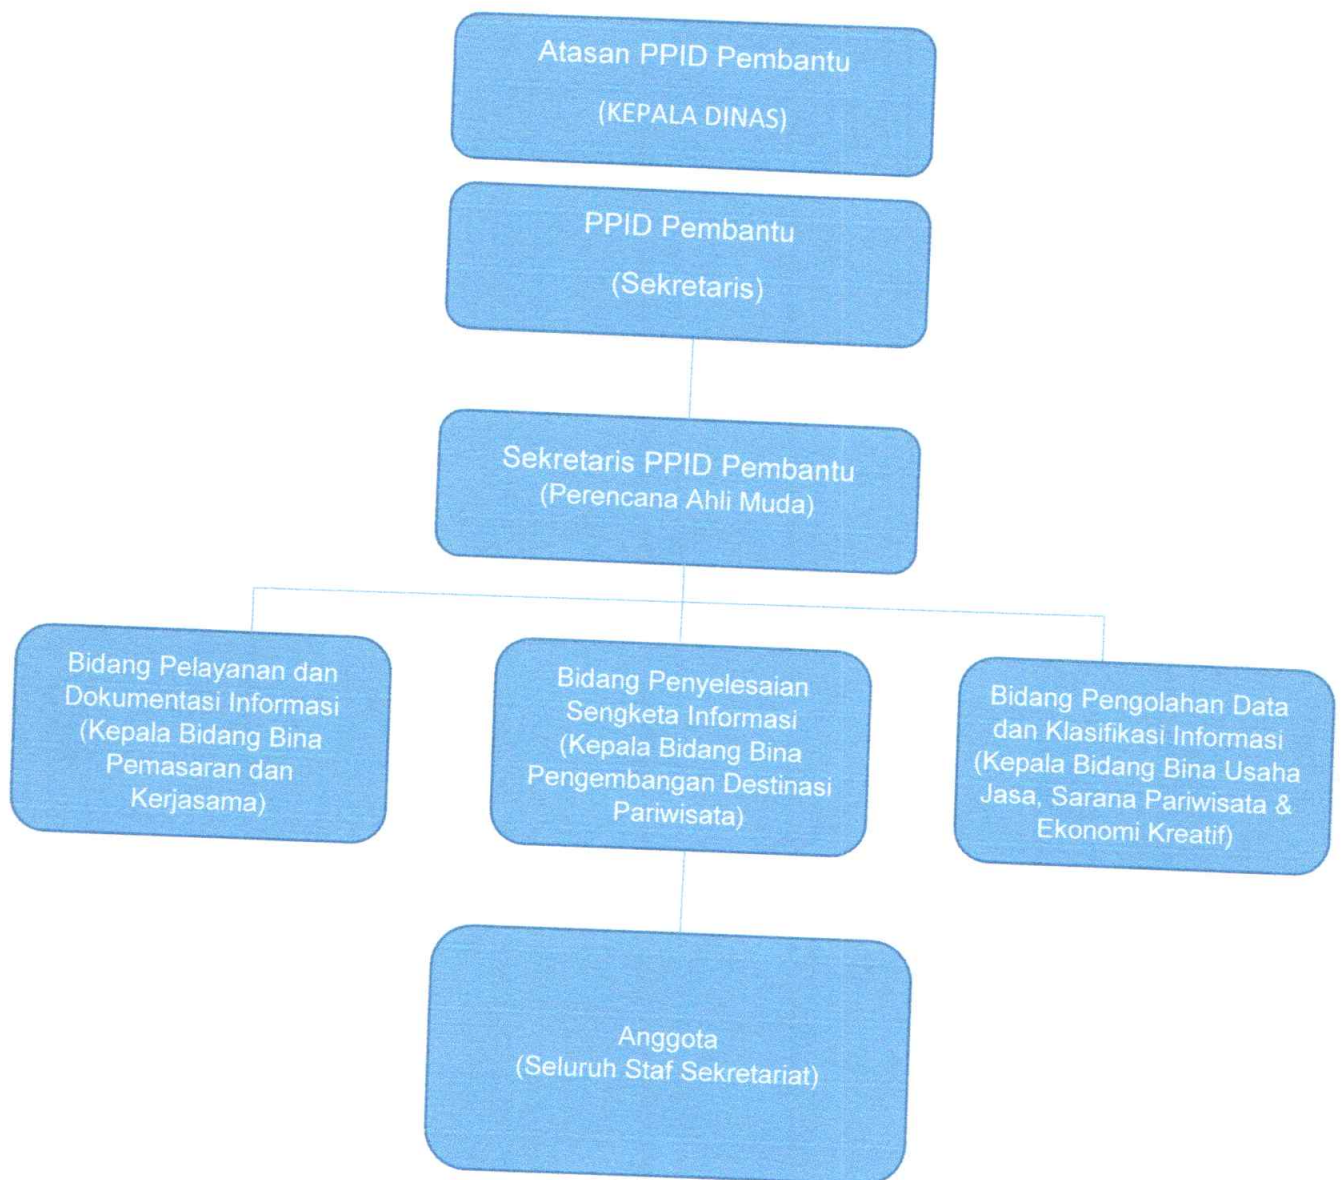 Atasan PPID Pembantu
(KEPALA DINAS)
PPID Pembantu
(Sekretaris)
Sekretaris PPID Pembantu
(Perencana Ahli Muda)
Bidang Pelayanan dan
Dokumentasi Informasi
(Kepala Bidang Bina
Pemasaran dan
Kerjasama)
Bidang Penyelesaian
Sengketa Informasi
(Kepala Bidang Bina
Pengembangan Destinasi
Pariwisata)
Bidang Pengolahan Data
dan Klasifikasi Informasi
(Kepala Bidang Bina Usaha
Jasa, Sarana Pariwisata &
Ekonomi Kreatif)
Anggota
(Seluruh Staf Sekretariat)